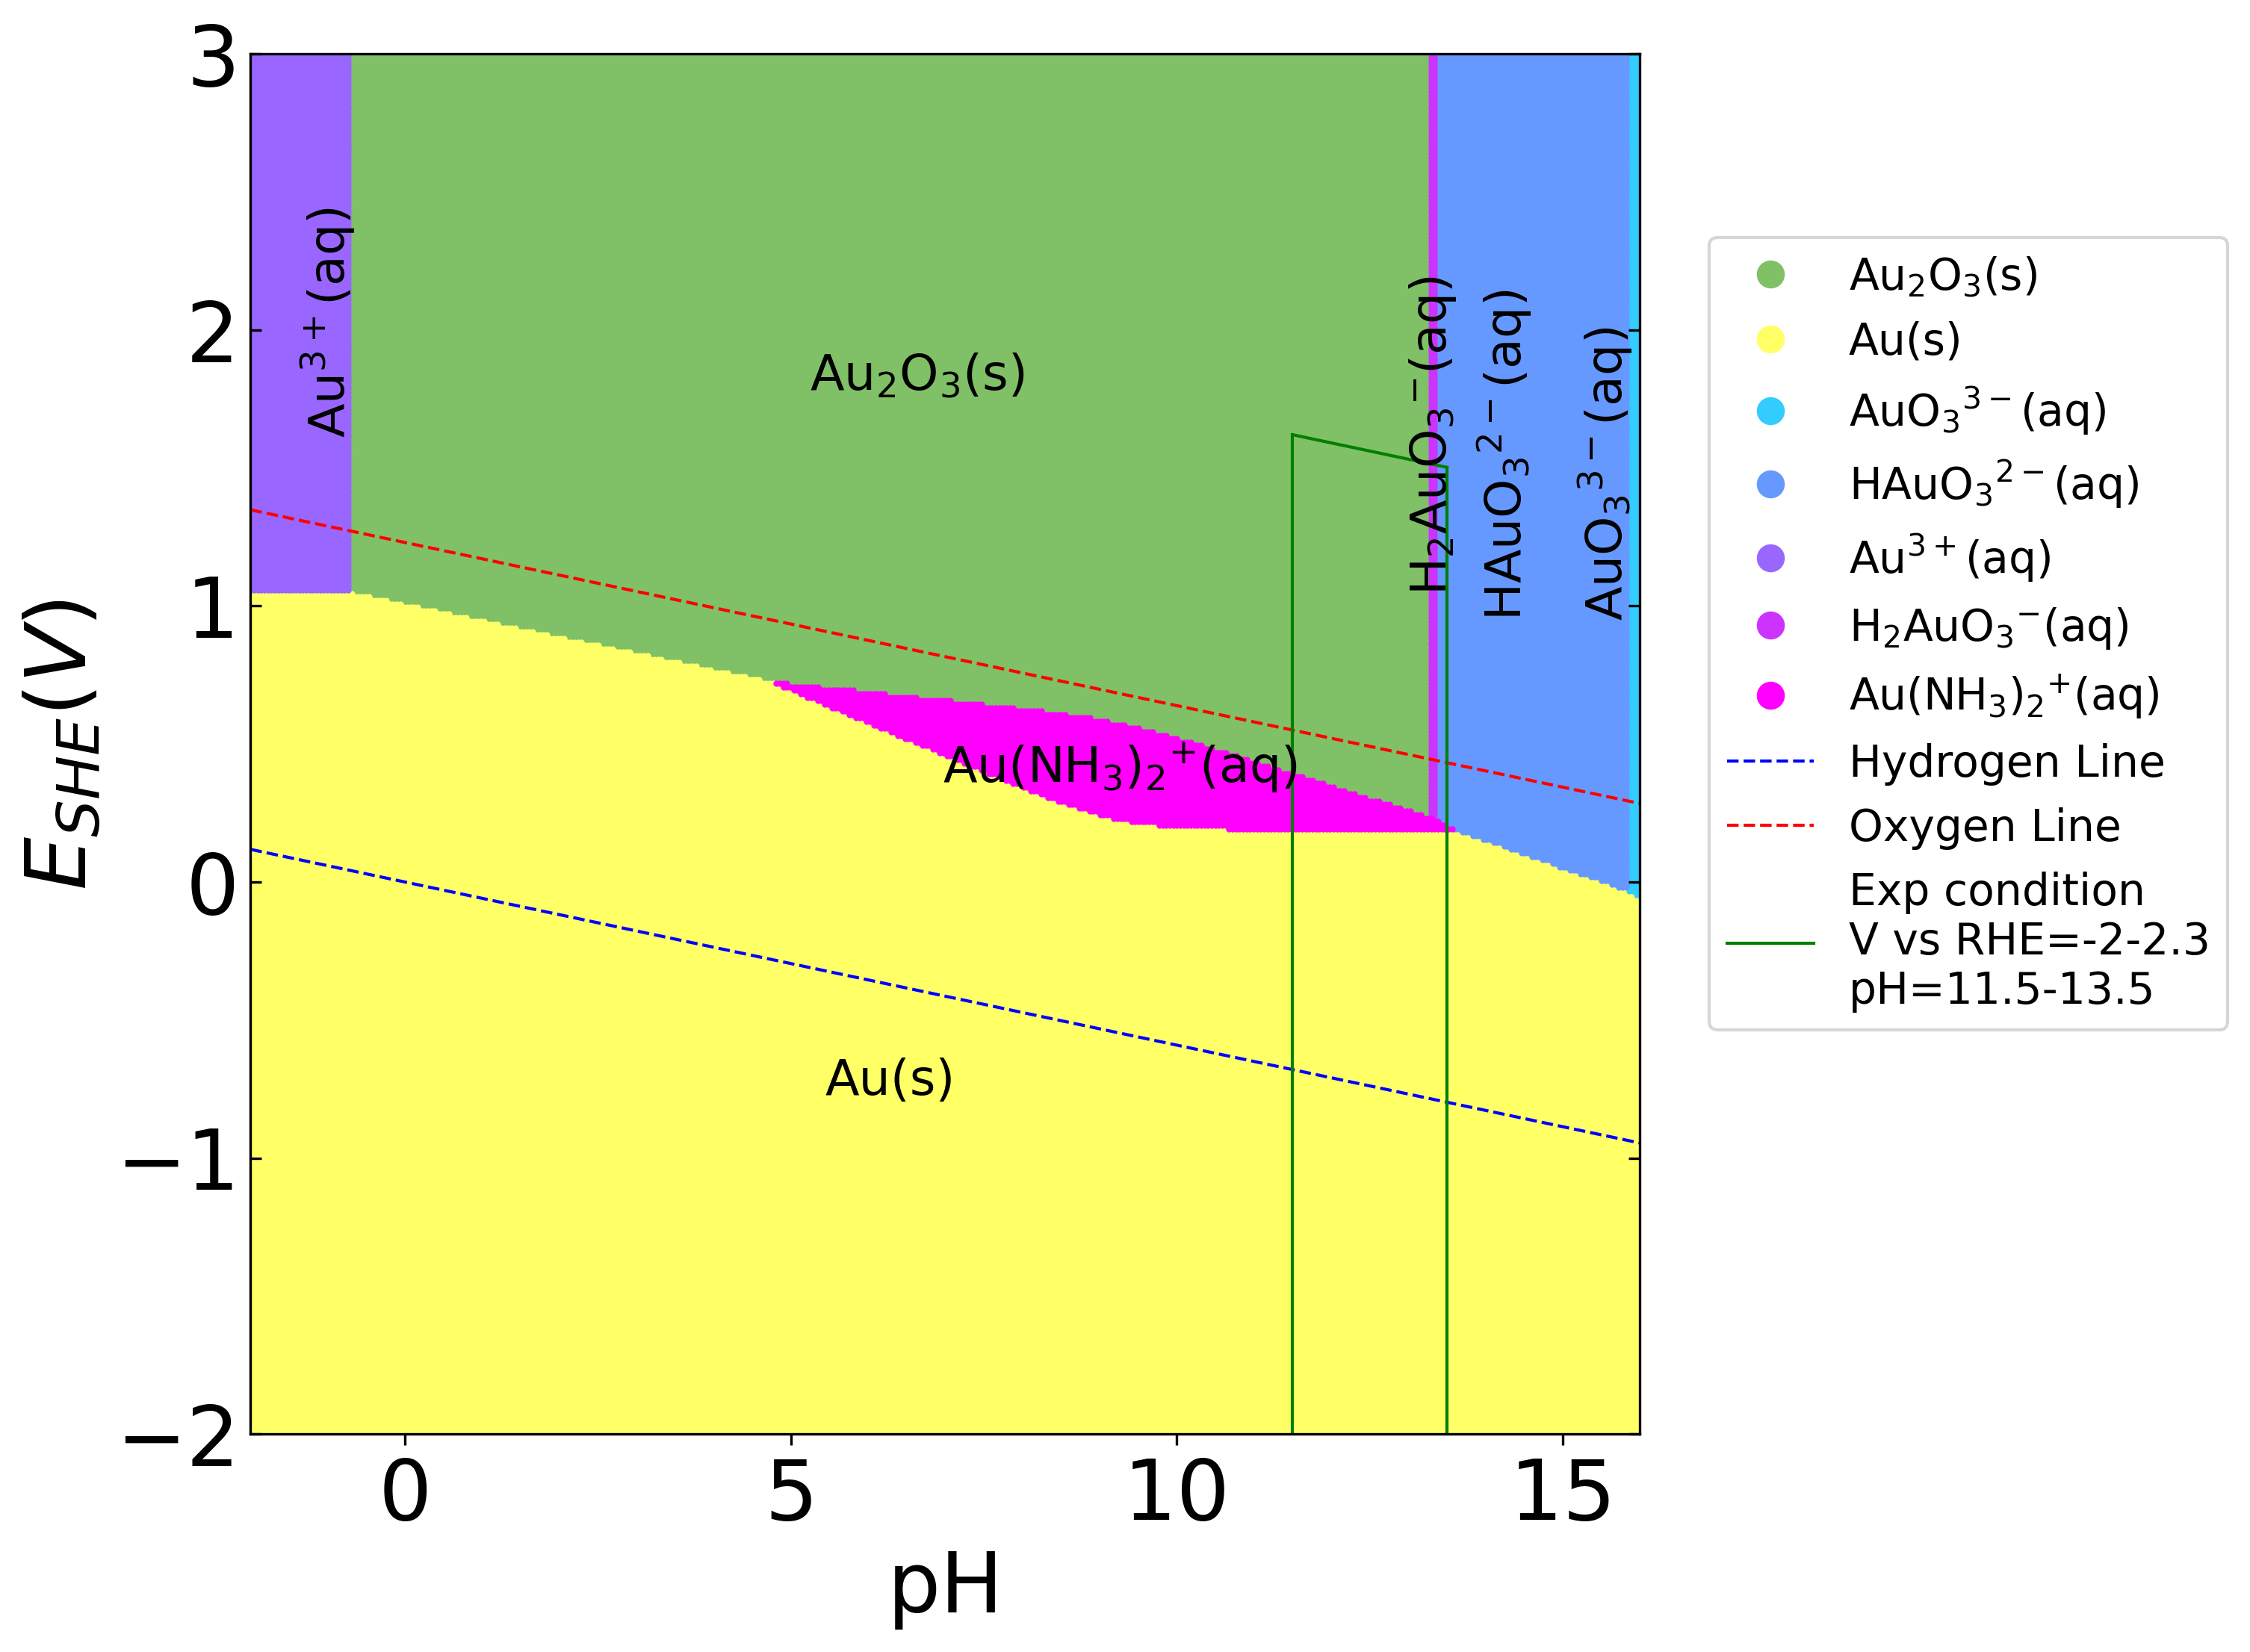 3
2
1
0
−1
−2
E_SHE(V)
0 5 10 15
pH
Au³⁺(aq)
Au₂O₃(s)
H₂AuO₃⁻(aq)
HAuO₃²⁻(aq)
AuO₃³⁻(aq)
Au(NH₃)₂⁺(aq)
Au(s)
Au₂O₃(s)
Au(s)
AuO₃³⁻(aq)
HAuO₃²⁻(aq)
Au³⁺(aq)
H₂AuO₃⁻(aq)
Au(NH₃)₂⁺(aq)
Hydrogen Line
Oxygen Line
Exp condition
V vs RHE=-2-2.3
pH=11.5-13.5